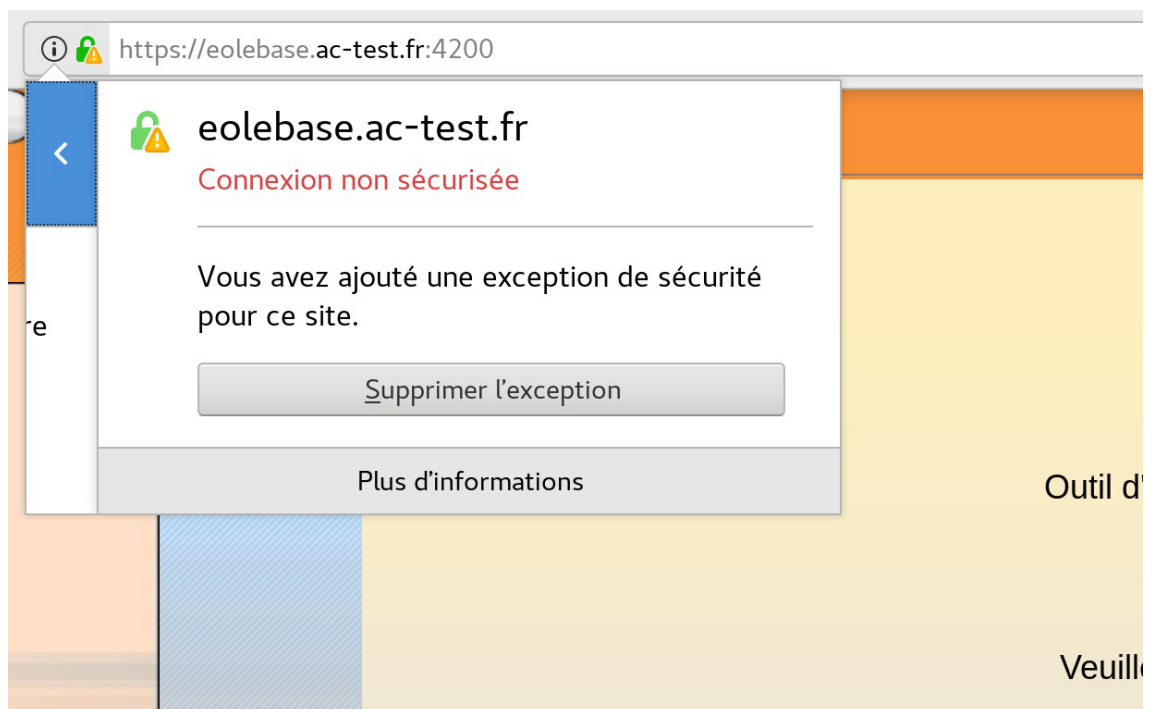 https://eolebase.ac-test.fr:4200
eolebase.ac-test.fr
Connexion non sécurisée
Vous avez ajouté une exception de sécurité
pour ce site.
re
Supprimer l'exception
Plus d'informations
Outil d'
Veuille